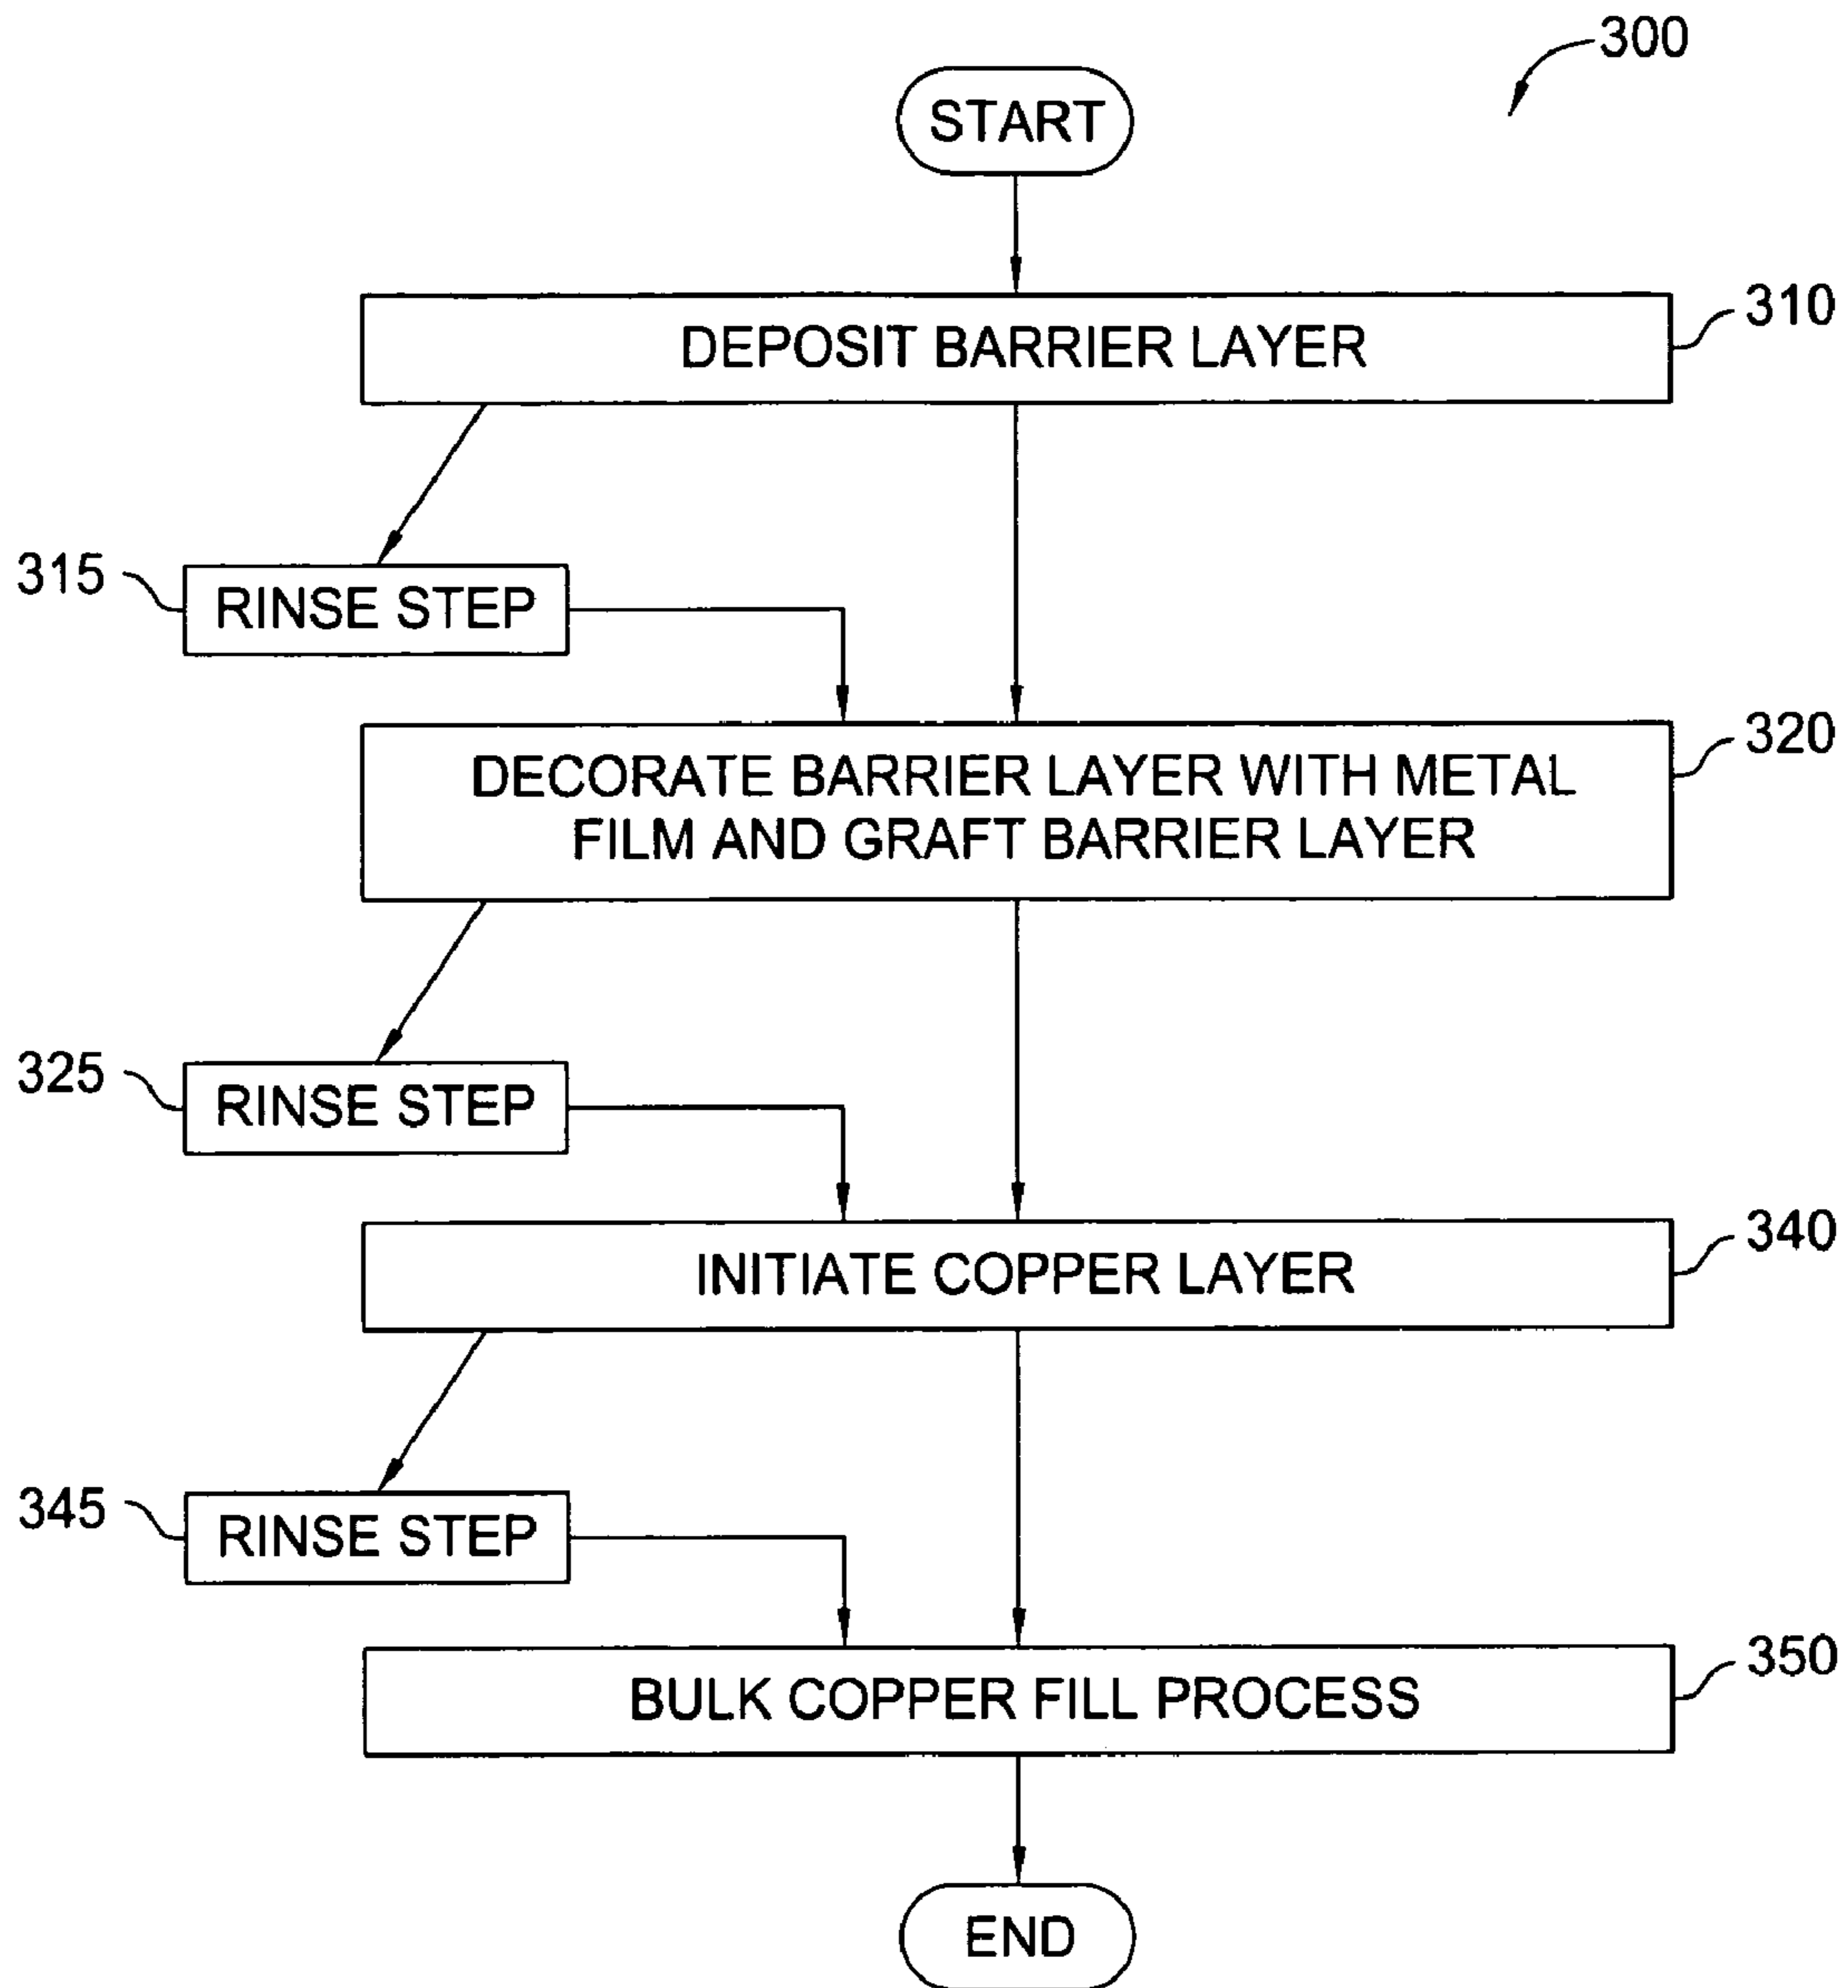 300
START
DEPOSIT BARRIER LAYER
310
315
RINSE STEP
320
DECORATE BARRIER LAYER WITH METAL
FILM AND GRAFT BARRIER LAYER
325
RINSE STEP
340
INITIATE COPPER LAYER
345
RINSE STEP
350
BULK COPPER FILL PROCESS
END